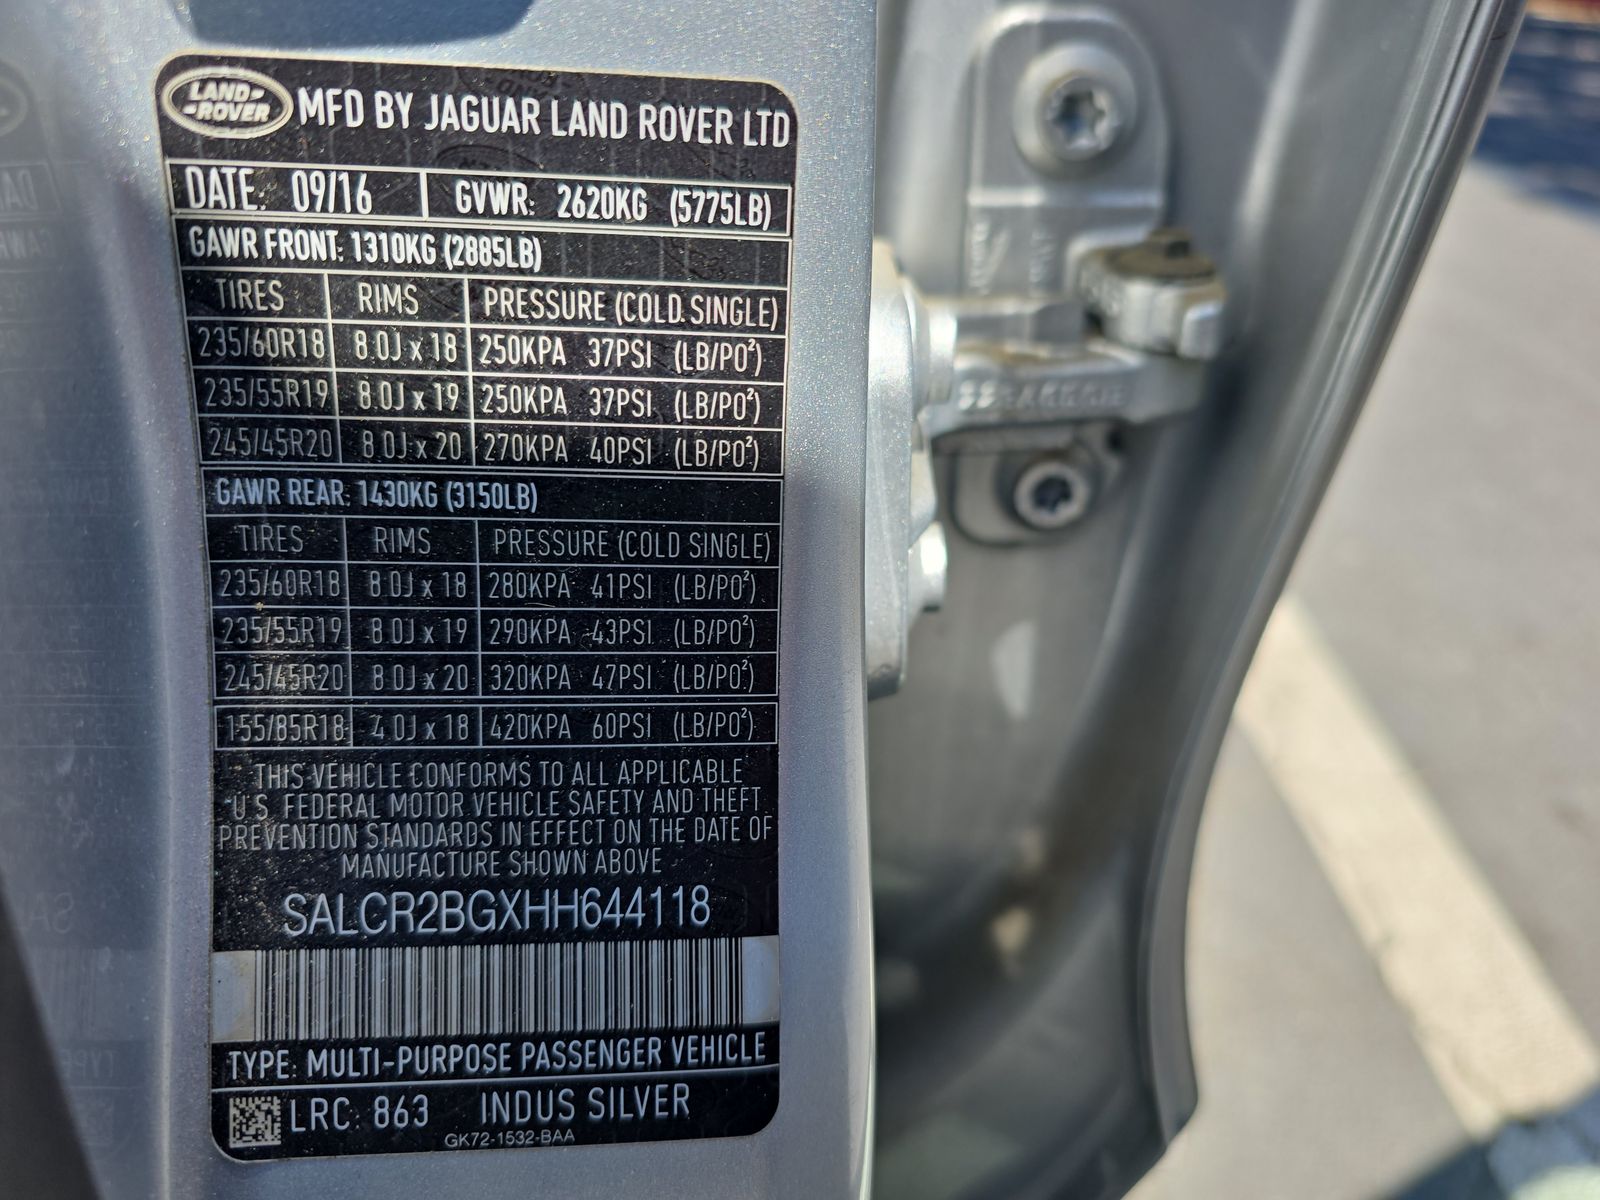 LAND-
-ROVER
MFD BY JAGUAR LAND ROVER LTD
DATE: 09/16 GVWR: 2620KG (5775LB)
GAWR FRONT: 1310KG (2885LB)
TIRES RIMS PRESSURE (COLD SINGLE)
235/60R18 8.0J x 18 250KPA 37PSI (LB/PO²)
235/55R19 8.0J x 19 250KPA 37PSI (LB/PO²)
245/45R20 8.0J x 20 270KPA 40PSI (LB/PO²)
GAWR REAR: 1430KG (3150LB)
TIRES RIMS PRESSURE (COLD SINGLE)
235/60R18 8.0J x 18 280KPA 41PSI (LB/PO²)
235/55R19 8.0J x 19 290KPA 43PSI (LB/PO²)
245/45R20 8.0J x 20 320KPA 47PSI (LB/PO²)
155/85R18 4.0J x 18 420KPA 60PSI (LB/PO²)
THIS VEHICLE CONFORMS TO ALL APPLICABLE
U.S. FEDERAL MOTOR VEHICLE SAFETY AND THEFT
PREVENTION STANDARDS IN EFFECT ON THE DATE OF
MANUFACTURE SHOWN ABOVE
SALCR2BGXHH644118
TYPE: MULTI-PURPOSE PASSENGER VEHICLE
LRC: 863 INDUS SILVER
GK72-1532-BAA